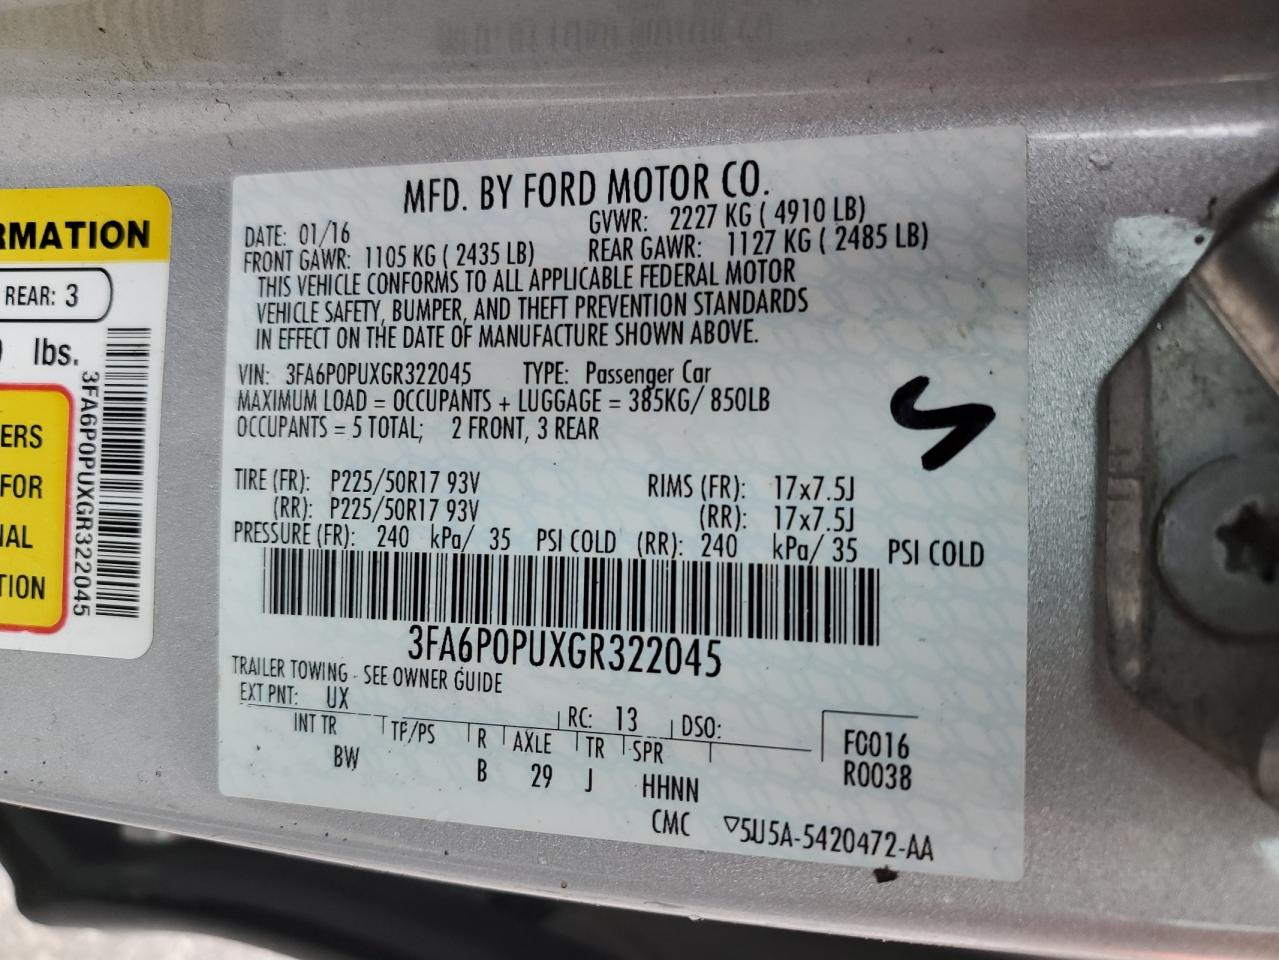 RMATION
REAR: 3
lbs.
3FA6P0PUXGR322045
ERS
FOR
TION
MFD. BY FORD MOTOR CO.
DATE: 01/16 GVWR: 2227 KG ( 4910 LB)
FRONT GAWR: 1105 KG ( 2435 LB) REAR GAWR: 1127 KG ( 2485 LB)
THIS VEHICLE CONFORMS TO ALL APPLICABLE FEDERAL MOTOR
VEHICLE SAFETY, BUMPER, AND THEFT PREVENTION STANDARDS
IN EFFECT ON THE DATE OF MANUFACTURE SHOWN ABOVE.
VIN: 3FA6P0PUXGR322045 TYPE: Passenger Car
MAXIMUM LOAD = OCCUPANTS + LUGGAGE = 385KG/ 850LB
OCCUPANTS = 5 TOTAL; 2 FRONT, 3 REAR
TIRE (FR): P225/50R17 93V RIMS (FR): 17x7.5J
(RR): P225/50R17 93V (RR): 17x7.5J
PRESSURE (FR): 240 kPa/ 35 PSI COLD (RR): 240 kPa/ 35 PSI COLD
3FA6P0PUXGR322045
TRAILER TOWING - SEE OWNER GUIDE
EXT PNT: UX RC: 13 DSO:
INT TR TP/PS R AXLE TR SPR
BW B 29 J HHNN
F0016
R0038
CMC ▽5U5A-5420472-AA